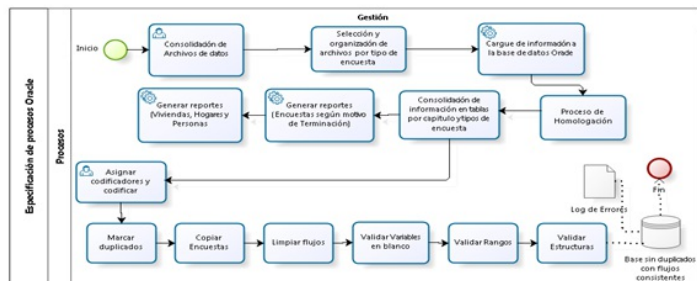 Gestión
Especificación de procesos Oracle
Procesos
Inicio
Consolidación de
Archivos de datos
Selección y
organización de
archivos por tipo de
encuesta
Cargue de información a
la base de datos Oracle
Generar reportes
(Viviendas, Hogares y
Personas
Generar reportes
(Encuestas según motivo
de Terminación)
Consolidación de
información en tablas
por capítulo y tipos de
encuesta
Proceso de
Homologación
Asignar
codificadores y
codificar
Log de Errores
Fin
Marcar
duplicados
Copiar
Encuestas
Limpiar flujos
Validar Variables
en blanco
Validar Rangos
Validar
Estructuras
Base sin duplicados
con flujos
consistentes